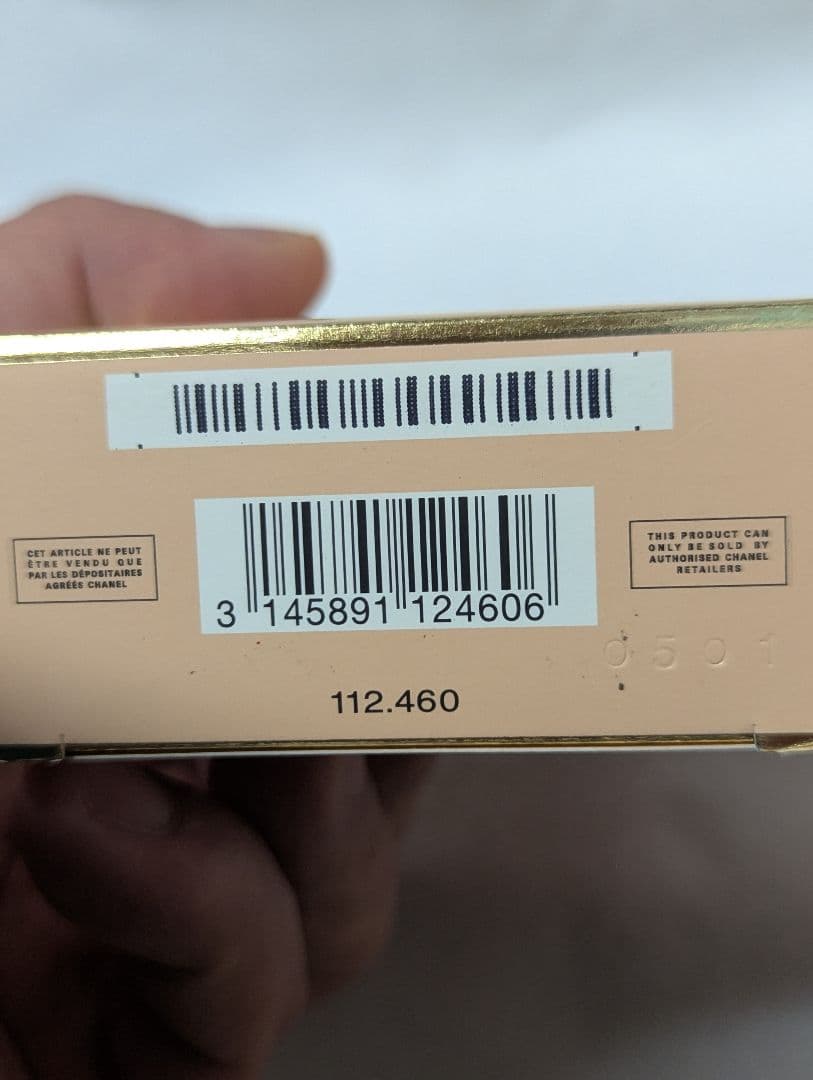 CET ARTICLE NE PEUT
ÊTRE VENDU QUE
PAR LES DÉPOSITAIRES
AGRÉÉS CHANEL
3 145891 124606
THIS PRODUCT CAN
ONLY BE SOLD BY
AUTHORISED CHANEL
RETAILERS
0501
112.460